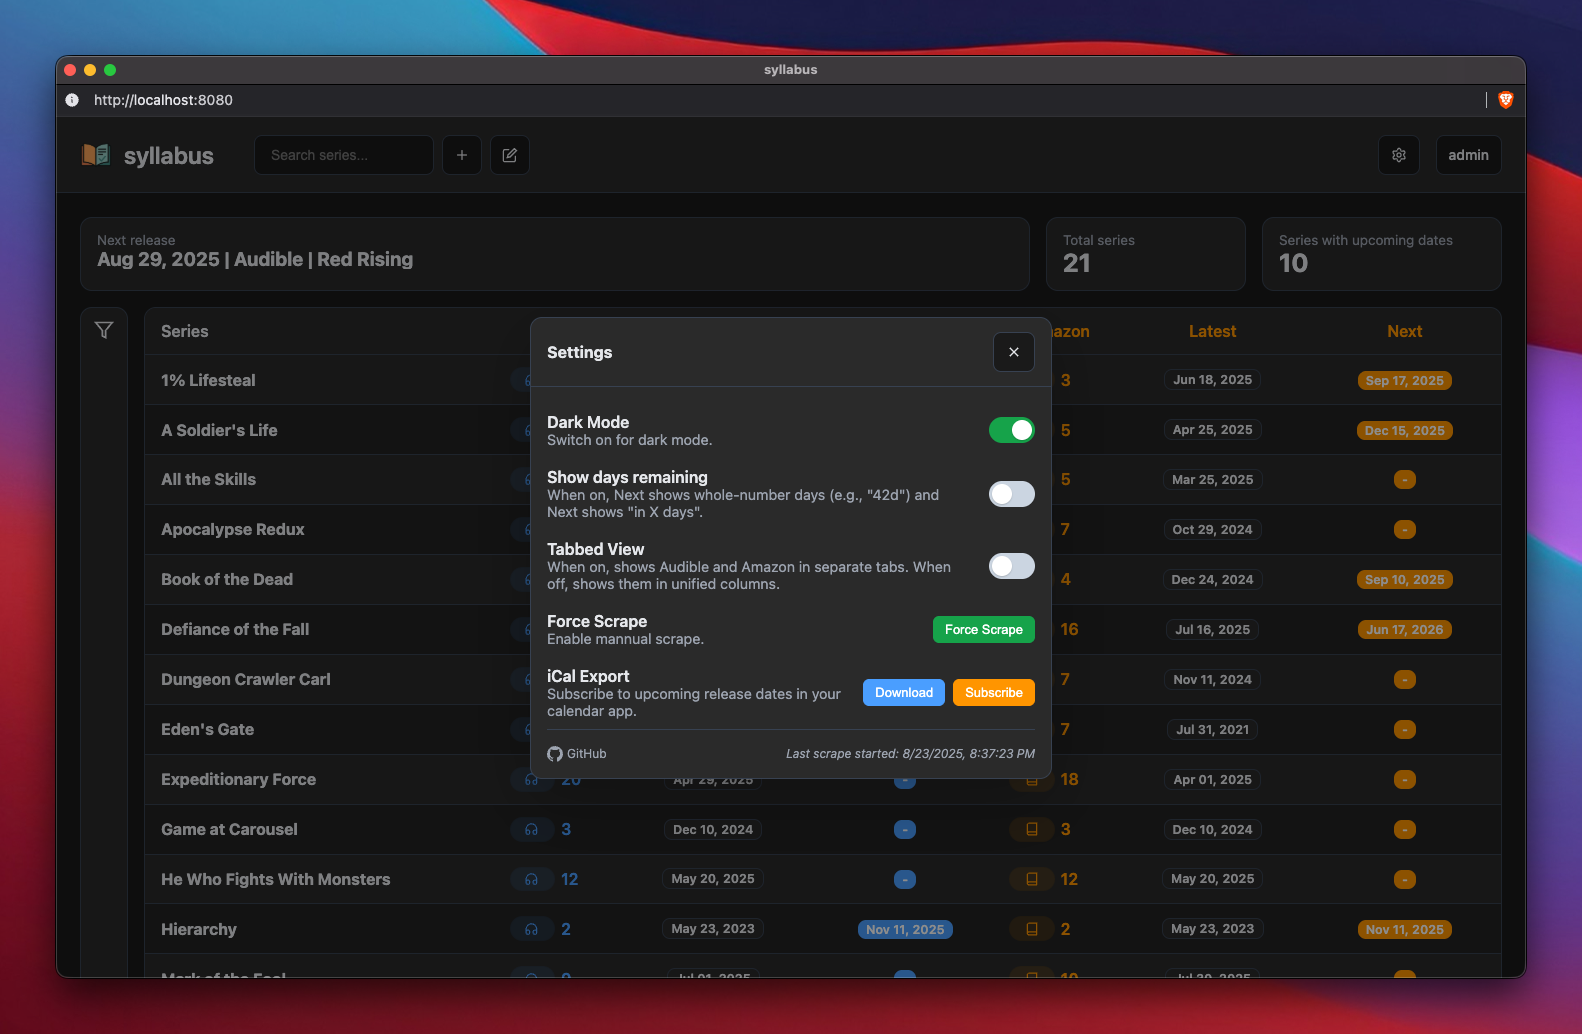 syllabus
http://localhost:8080
syllabus
Search series...
+
admin
Next release
Aug 29, 2025 | Audible | Red Rising
Total series
21
Series with upcoming dates
10
Series
azon
Latest
Next
1% Lifesteal
3
Jun 18, 2025
Sep 17, 2025
A Soldier's Life
5
Apr 25, 2025
Dec 15, 2025
All the Skills
5
Mar 25, 2025
-
Apocalypse Redux
7
Oct 29, 2024
-
Book of the Dead
4
Dec 24, 2024
Sep 10, 2025
Defiance of the Fall
16
Jul 16, 2025
Jun 17, 2026
Dungeon Crawler Carl
7
Nov 11, 2024
-
Eden's Gate
7
Jul 31, 2021
-
Expeditionary Force
20
Apr 29, 2025
-
18
Apr 01, 2025
-
Game at Carousel
3
Dec 10, 2024
-
3
Dec 10, 2024
-
He Who Fights With Monsters
12
May 20, 2025
-
12
May 20, 2025
-
Hierarchy
2
May 23, 2023
Nov 11, 2025
2
May 23, 2023
Nov 11, 2025
Settings
Dark Mode
Switch on for dark mode.
Show days remaining
When on, Next shows whole-number days (e.g., "42d") and
Next shows "in X days".
Tabbed View
When on, shows Audible and Amazon in separate tabs. When
off, shows them in unified columns.
Force Scrape
Enable mannual scrape.
Force Scrape
iCal Export
Subscribe to upcoming release dates in your
calendar app.
Download
Subscribe
GitHub
Last scrape started: 8/23/2025, 8:37:23 PM